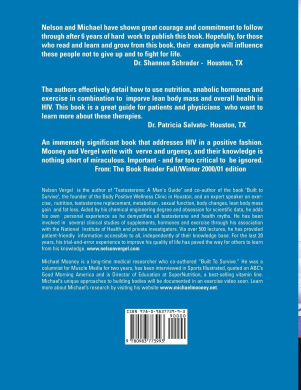 Nelson and Michael have shown great courage and commitment to follow
through after 6 years of hard work to publish this book. Hopefully, for those
who read and learn and grow from this book, their example will influence
these people not to give up and to fight for life.
Dr. Shannon Schrader - Houston, TX
The authors effectively detail how to use nutrition, anabolic hormones and
exercise in combination to improve lean body mass and overall health in
HIV. This book is a great guide for patients and physicians who want to
learn more about these therapies.
Dr. Patricia Salvato- Houston, TX
An immensely significant book that addresses HIV in a positive fashion.
Mooney and Vergel write with verve and urgency, and their knowledge is
nothing short of miraculous. Important - and far too critical to be ignored.
From: The Book Reader Fall/Winter 2000/01 edition
Nelson Vergel is the author of "Testosterone: A Man's Guide" and co-author of the book "Built to
Survive", founder of the Body Positive Wellness Clinic in Houston, and an expert speaker on exer-
cise, nutrition, testosterone replacement, metabolism, sexual function, body changes, lean body mass
gain and fat loss. Aided by his chemical engineering degree and obsession for scientific data, he adds
his own personal experience as he demystifies all testosterone and health myths. He has been
involved in several clinical studies of supplements, hormones and exercise through his association
with the National Institute of Health and private investigators. Via over 500 lectures, he has provided
patient-friendly information accessible to all, independently of their knowledge base. For the last 20
years, his trial-and-error experience to improve his quality of life has paved the way for others to learn
from his knowledge. www.nelsonvergel.com
Michael Mooney is a long-time medical researcher who co-authored "Built To Survive." He was a
columnist for Muscle Media for two years, has been interviewed in Sports Illustrated, quoted on ABC's
Good Morning America and is Director of Education at SuperNutrition, a best-selling vitamin line.
Michael's unique approaches to building bodies will be documented in an exercise video soon. Learn
more about Michael's research by visiting his website www.michaelmooney.net
ISBN 978-0-9837739-9-3
90000
9 780983 773993